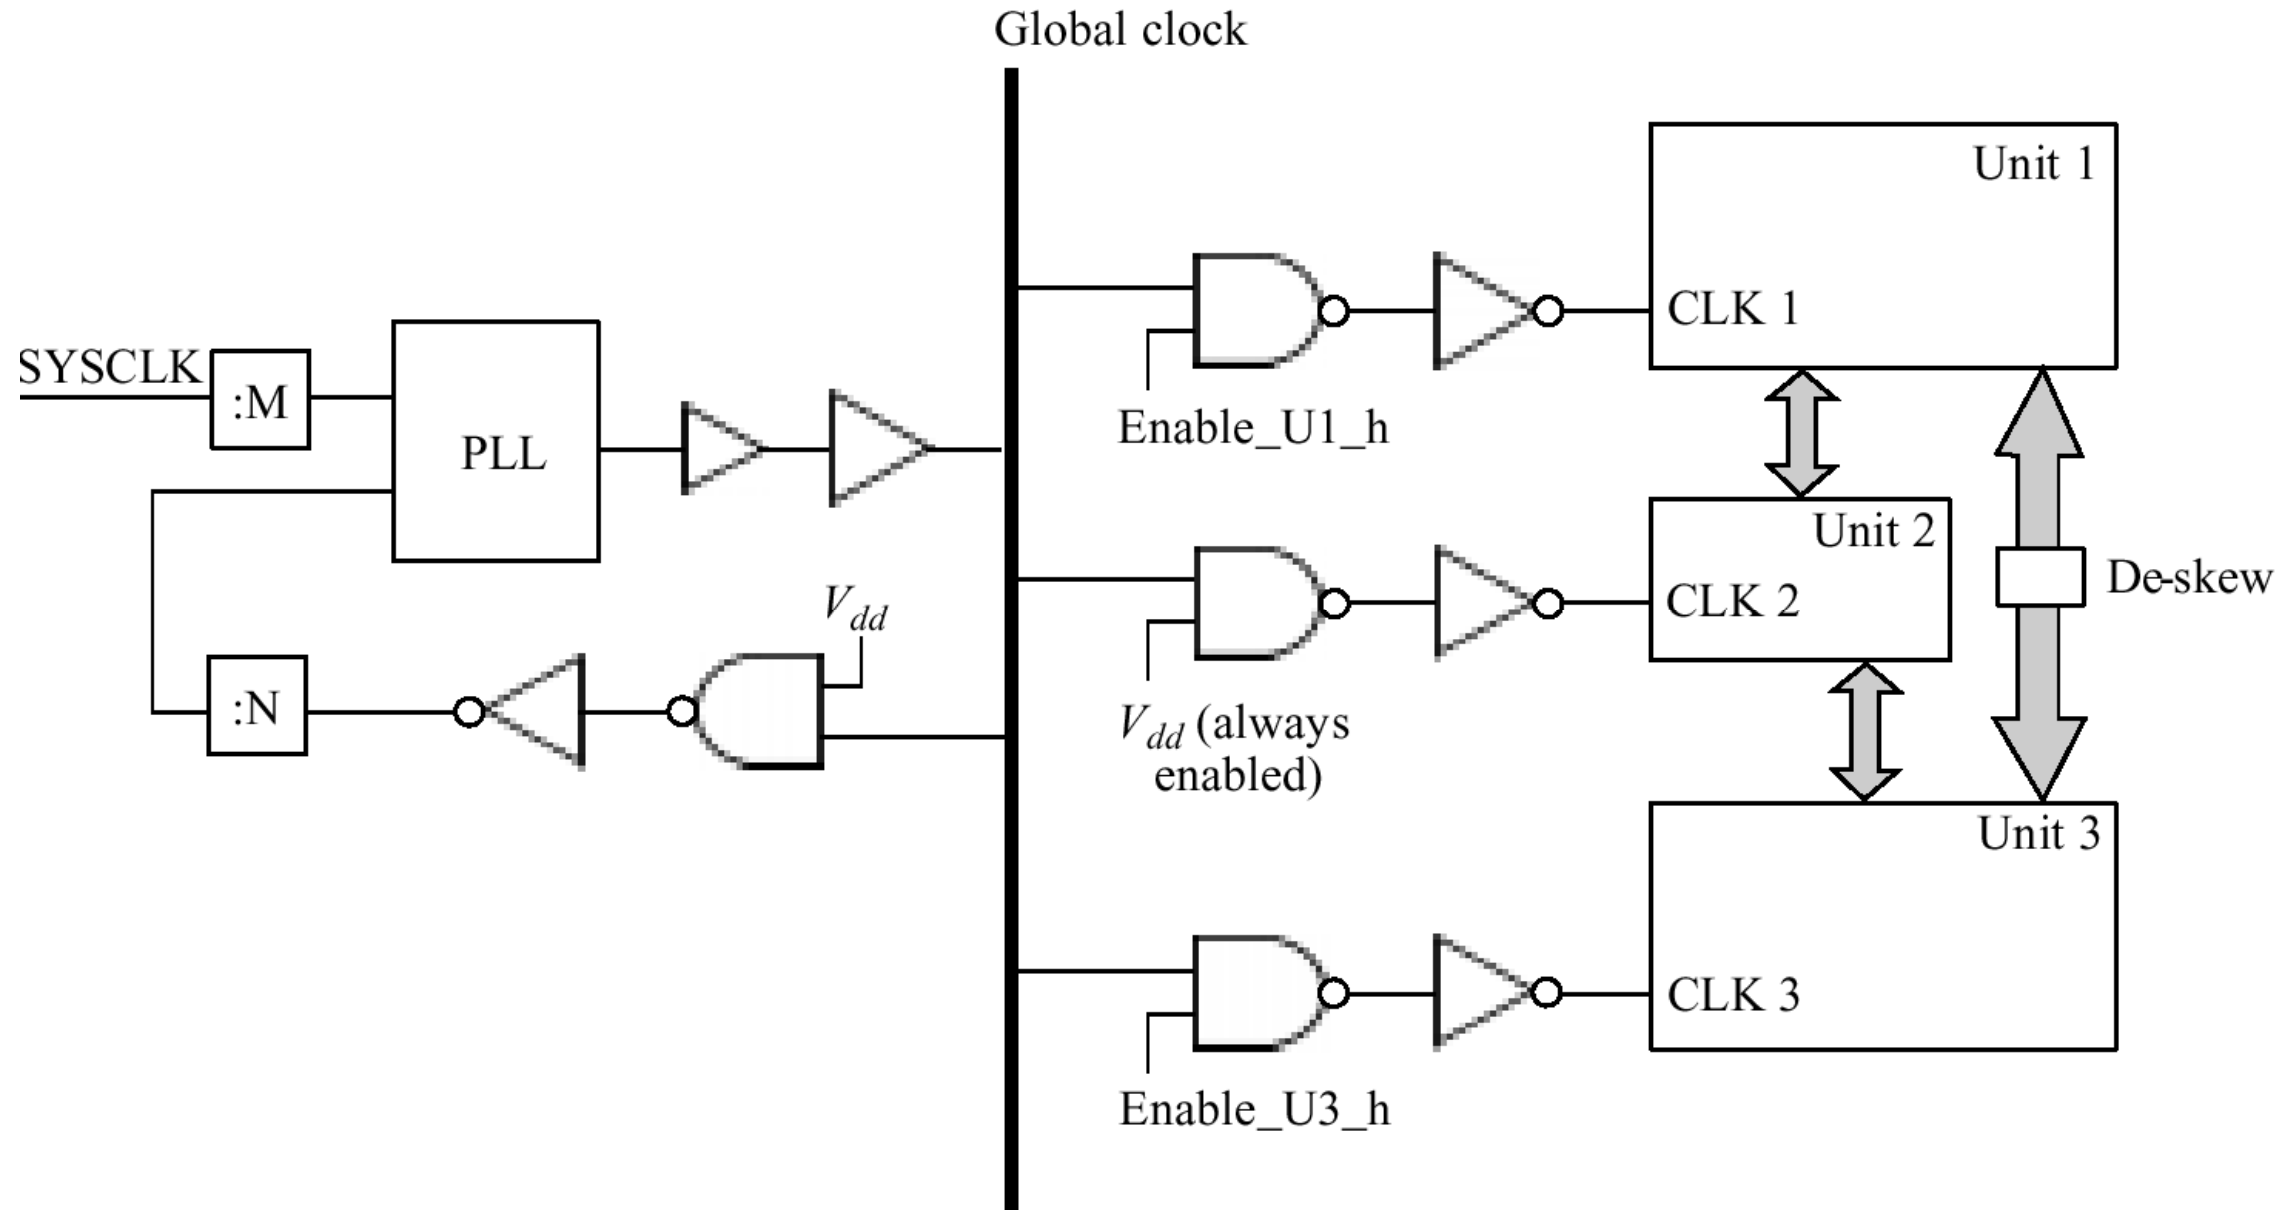 Global clock
Unit 1
CLK 1
SYSCLK
:M
PLL
Enable_U1_h
Unit 2
CLK 2
De-skew
Vdd
:N
Vdd (always
enabled)
Unit 3
CLK 3
Enable_U3_h